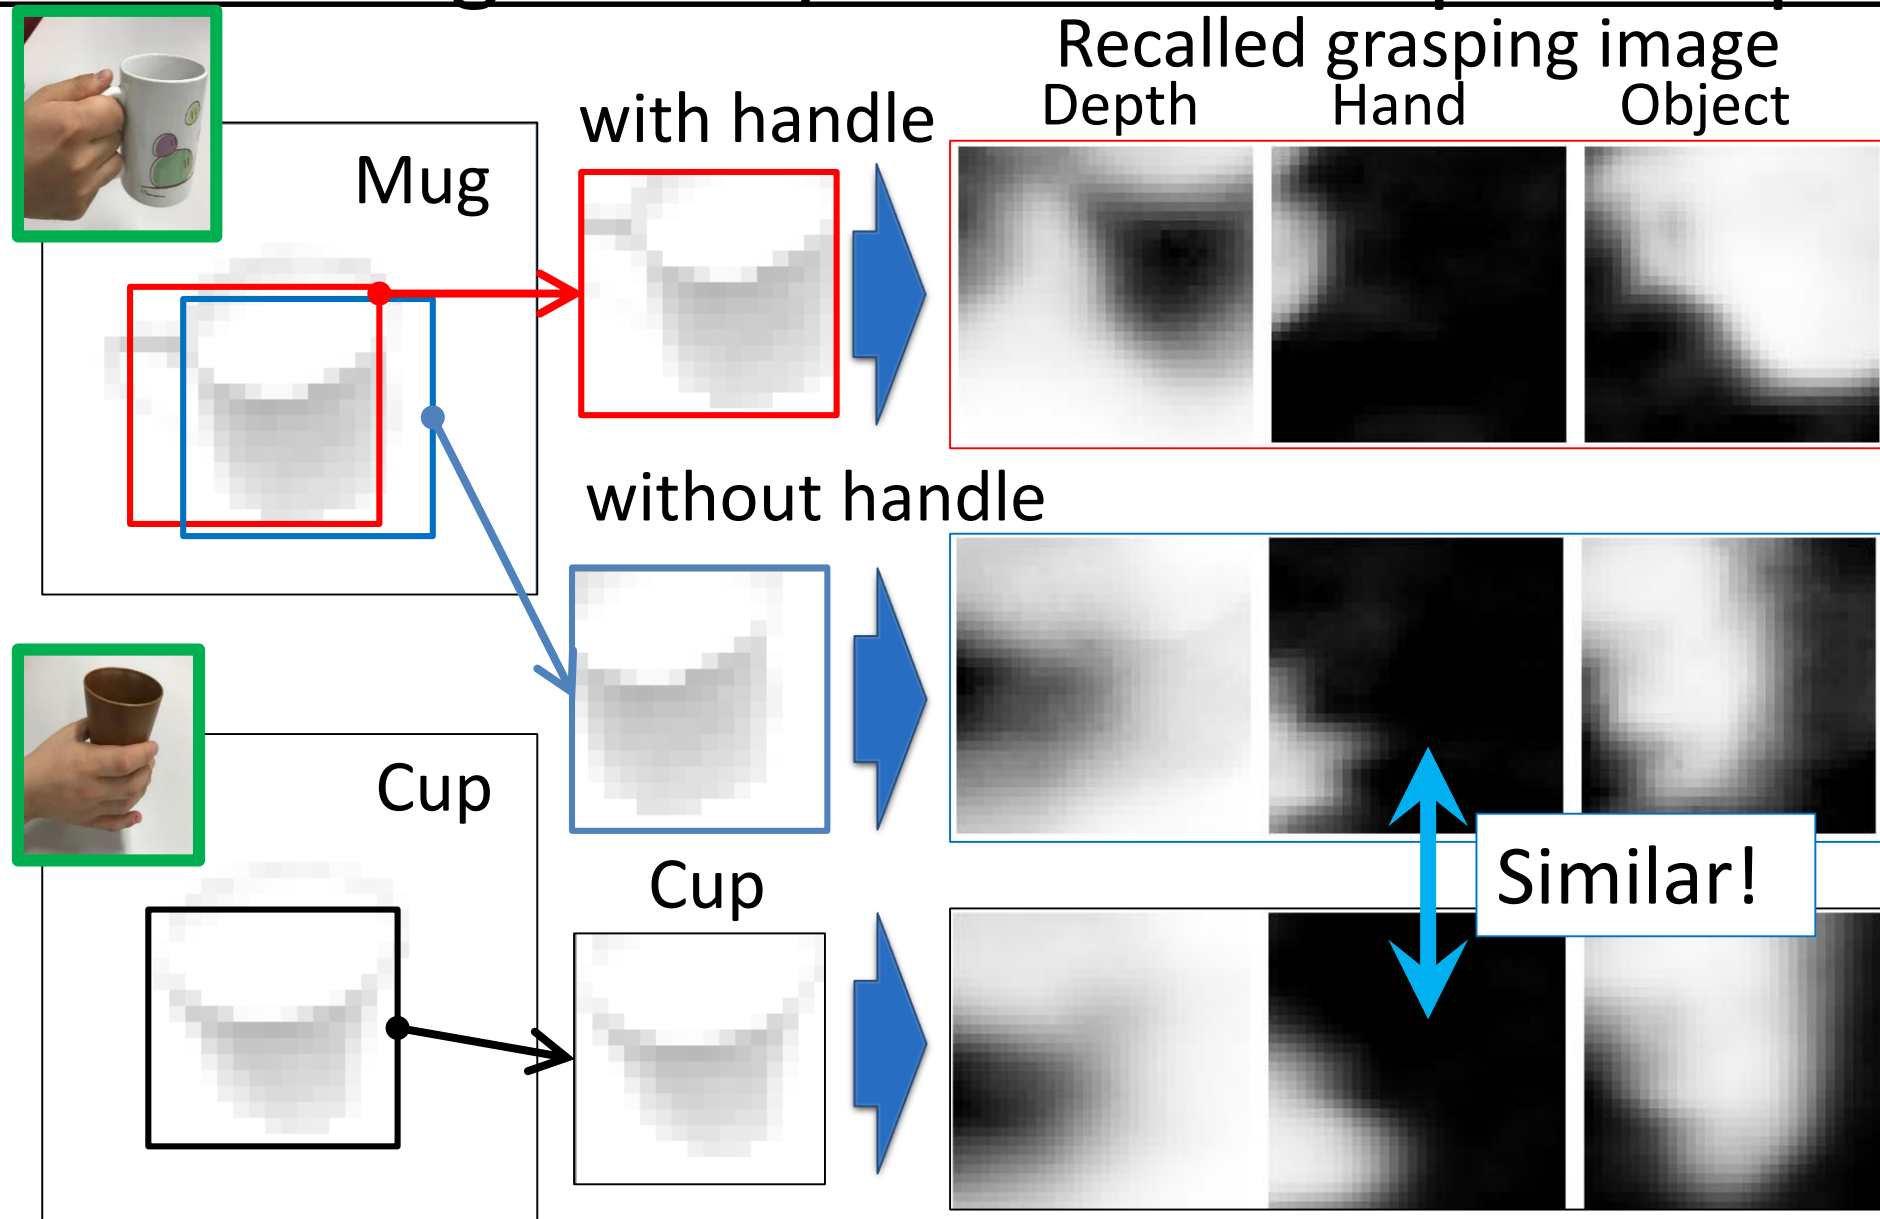 Recalled grasping image
Depth Hand Object
with handle
Mug
without handle
Cup
Cup
Similar!